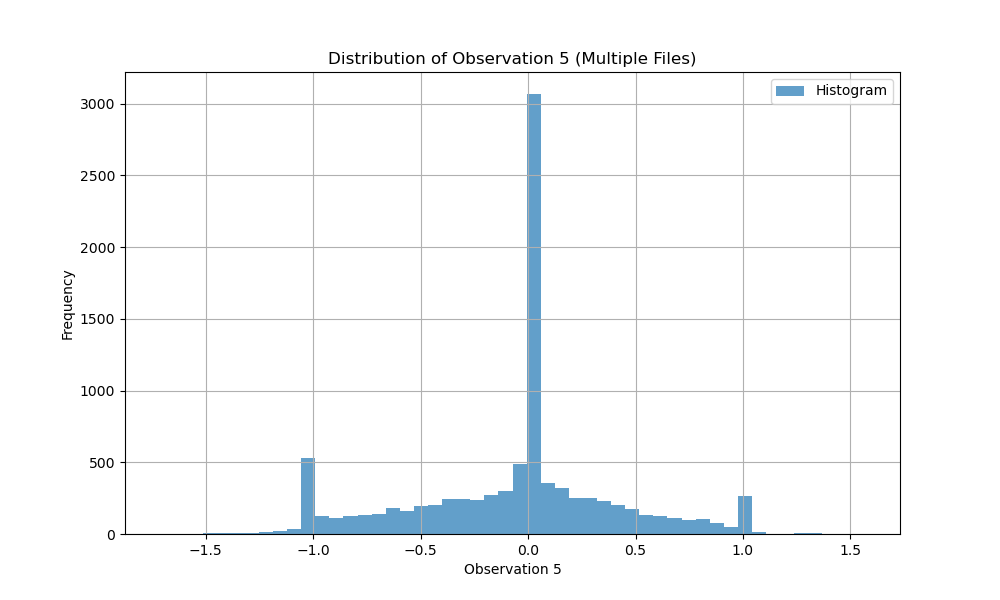 Distribution of Observation 5 (Multiple Files)
Histogram
3000
2500
2000
1500
1000
500
0
Frequency
−1.5 −1.0 −0.5 0.0 0.5 1.0 1.5
Observation 5